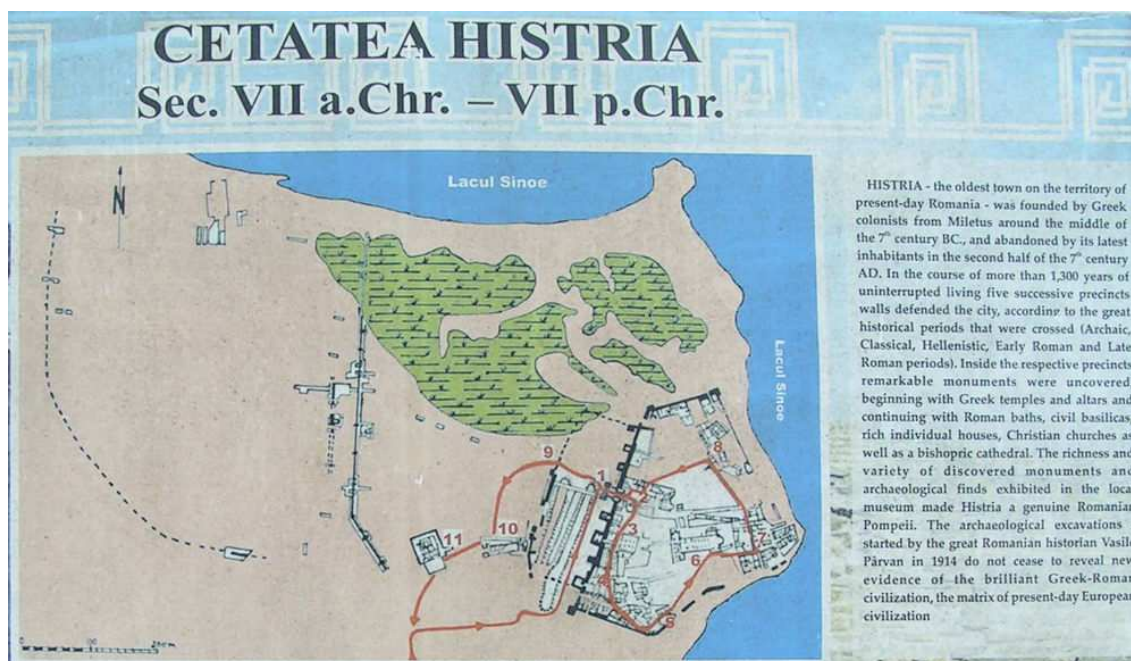 CETATEA HISTRIA
Sec. VII a.Chr. – VII p.Chr.
Lacul Sinoe
N
Lacul Sinoe
8
9
1
2
3
10
11
7
6
4
5
0
100
HISTRIA - the oldest town on the territory of
present-day Romania - was founded by Greek
colonists from Miletus around the middle of
the 7th century BC., and abandoned by its latest
inhabitants in the second half of the 7th century
AD. In the course of more than 1,300 years of
uninterrupted living five successive precincts
walls defended the city, according to the great
historical periods that were crossed (Archaic,
Classical, Hellenistic, Early Roman and Late
Roman periods). Inside the respective precincts
remarkable monuments were uncovered
beginning with Greek temples and altars and
continuing with Roman baths, civil basilicas,
rich individual houses, Christian churches as
well as a bishopric cathedral. The richness and
variety of discovered monuments and
archaeological finds exhibited in the loca
museum made Histria a genuine Romanian
Pompeii. The archaeological excavations
started by the great Romanian historian Vasile
Pârvan in 1914 do not cease to reveal new
evidence of the brilliant Greek-Roman
civilization, the matrix of present-day European
civilization